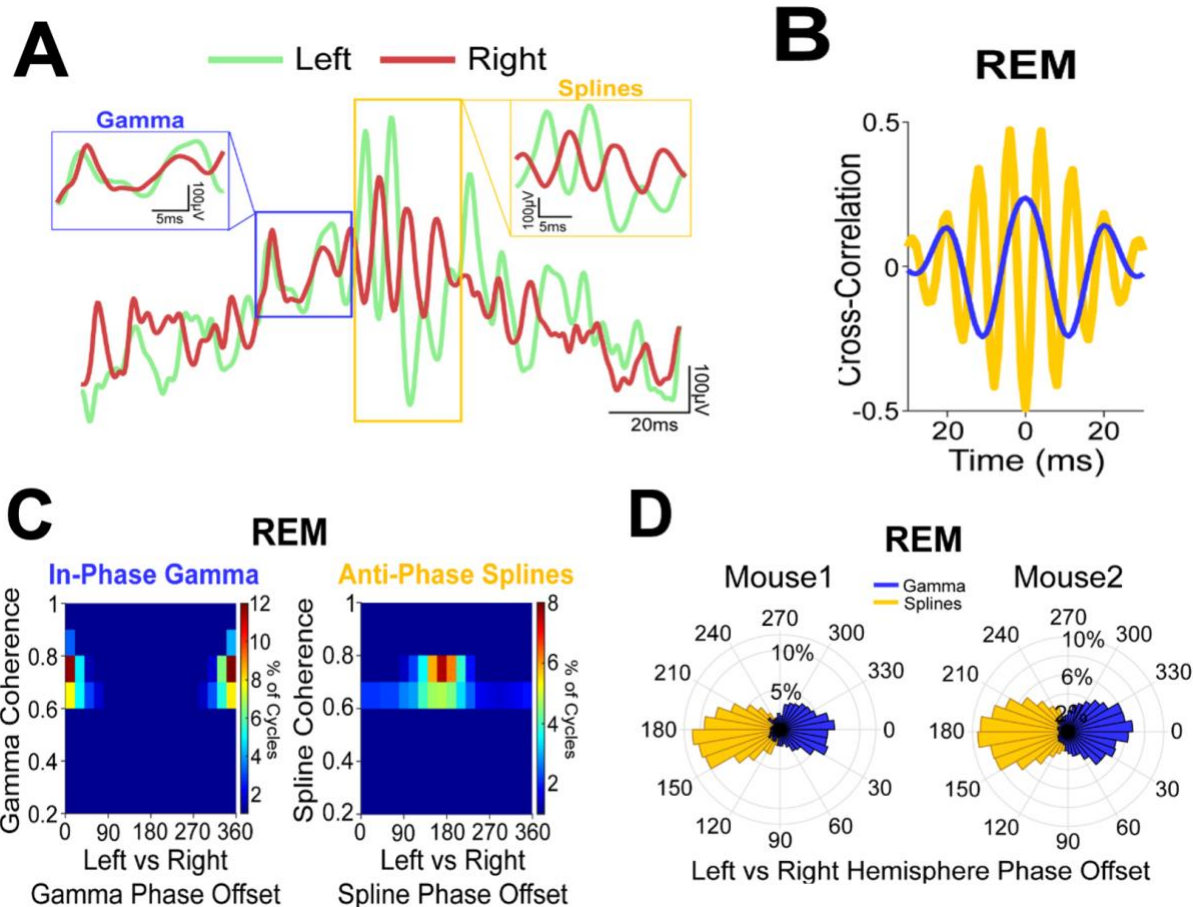 A
Left Right
Gamma
Splines
5ms
100µV
100µV
5ms
100µV
20ms
B
REM
Cross-Correlation
0.5
0
-0.5
20 0 20
Time (ms)
C
REM
In-Phase Gamma
Gamma Coherence
1
0.8
0.6
0.4
0.2
0 90 180 270 360
12
10
8
6
4
2
% of Cycles
Left vs Right
Gamma Phase Offset
Anti-Phase Splines
Spline Coherence
1
0.8
0.6
0.4
0.2
0 90 180 270 360
8
6
4
2
% of Cycles
Left vs Right
Spline Phase Offset
D
REM
Mouse1
Gamma
Splines
Mouse2
270
240 300
210 330
180 0
150 30
120 60
90
10%
5%
270
240 300
210 330
180 0
150 30
120 60
90
10%
6%
2%
Left vs Right Hemisphere Phase Offset